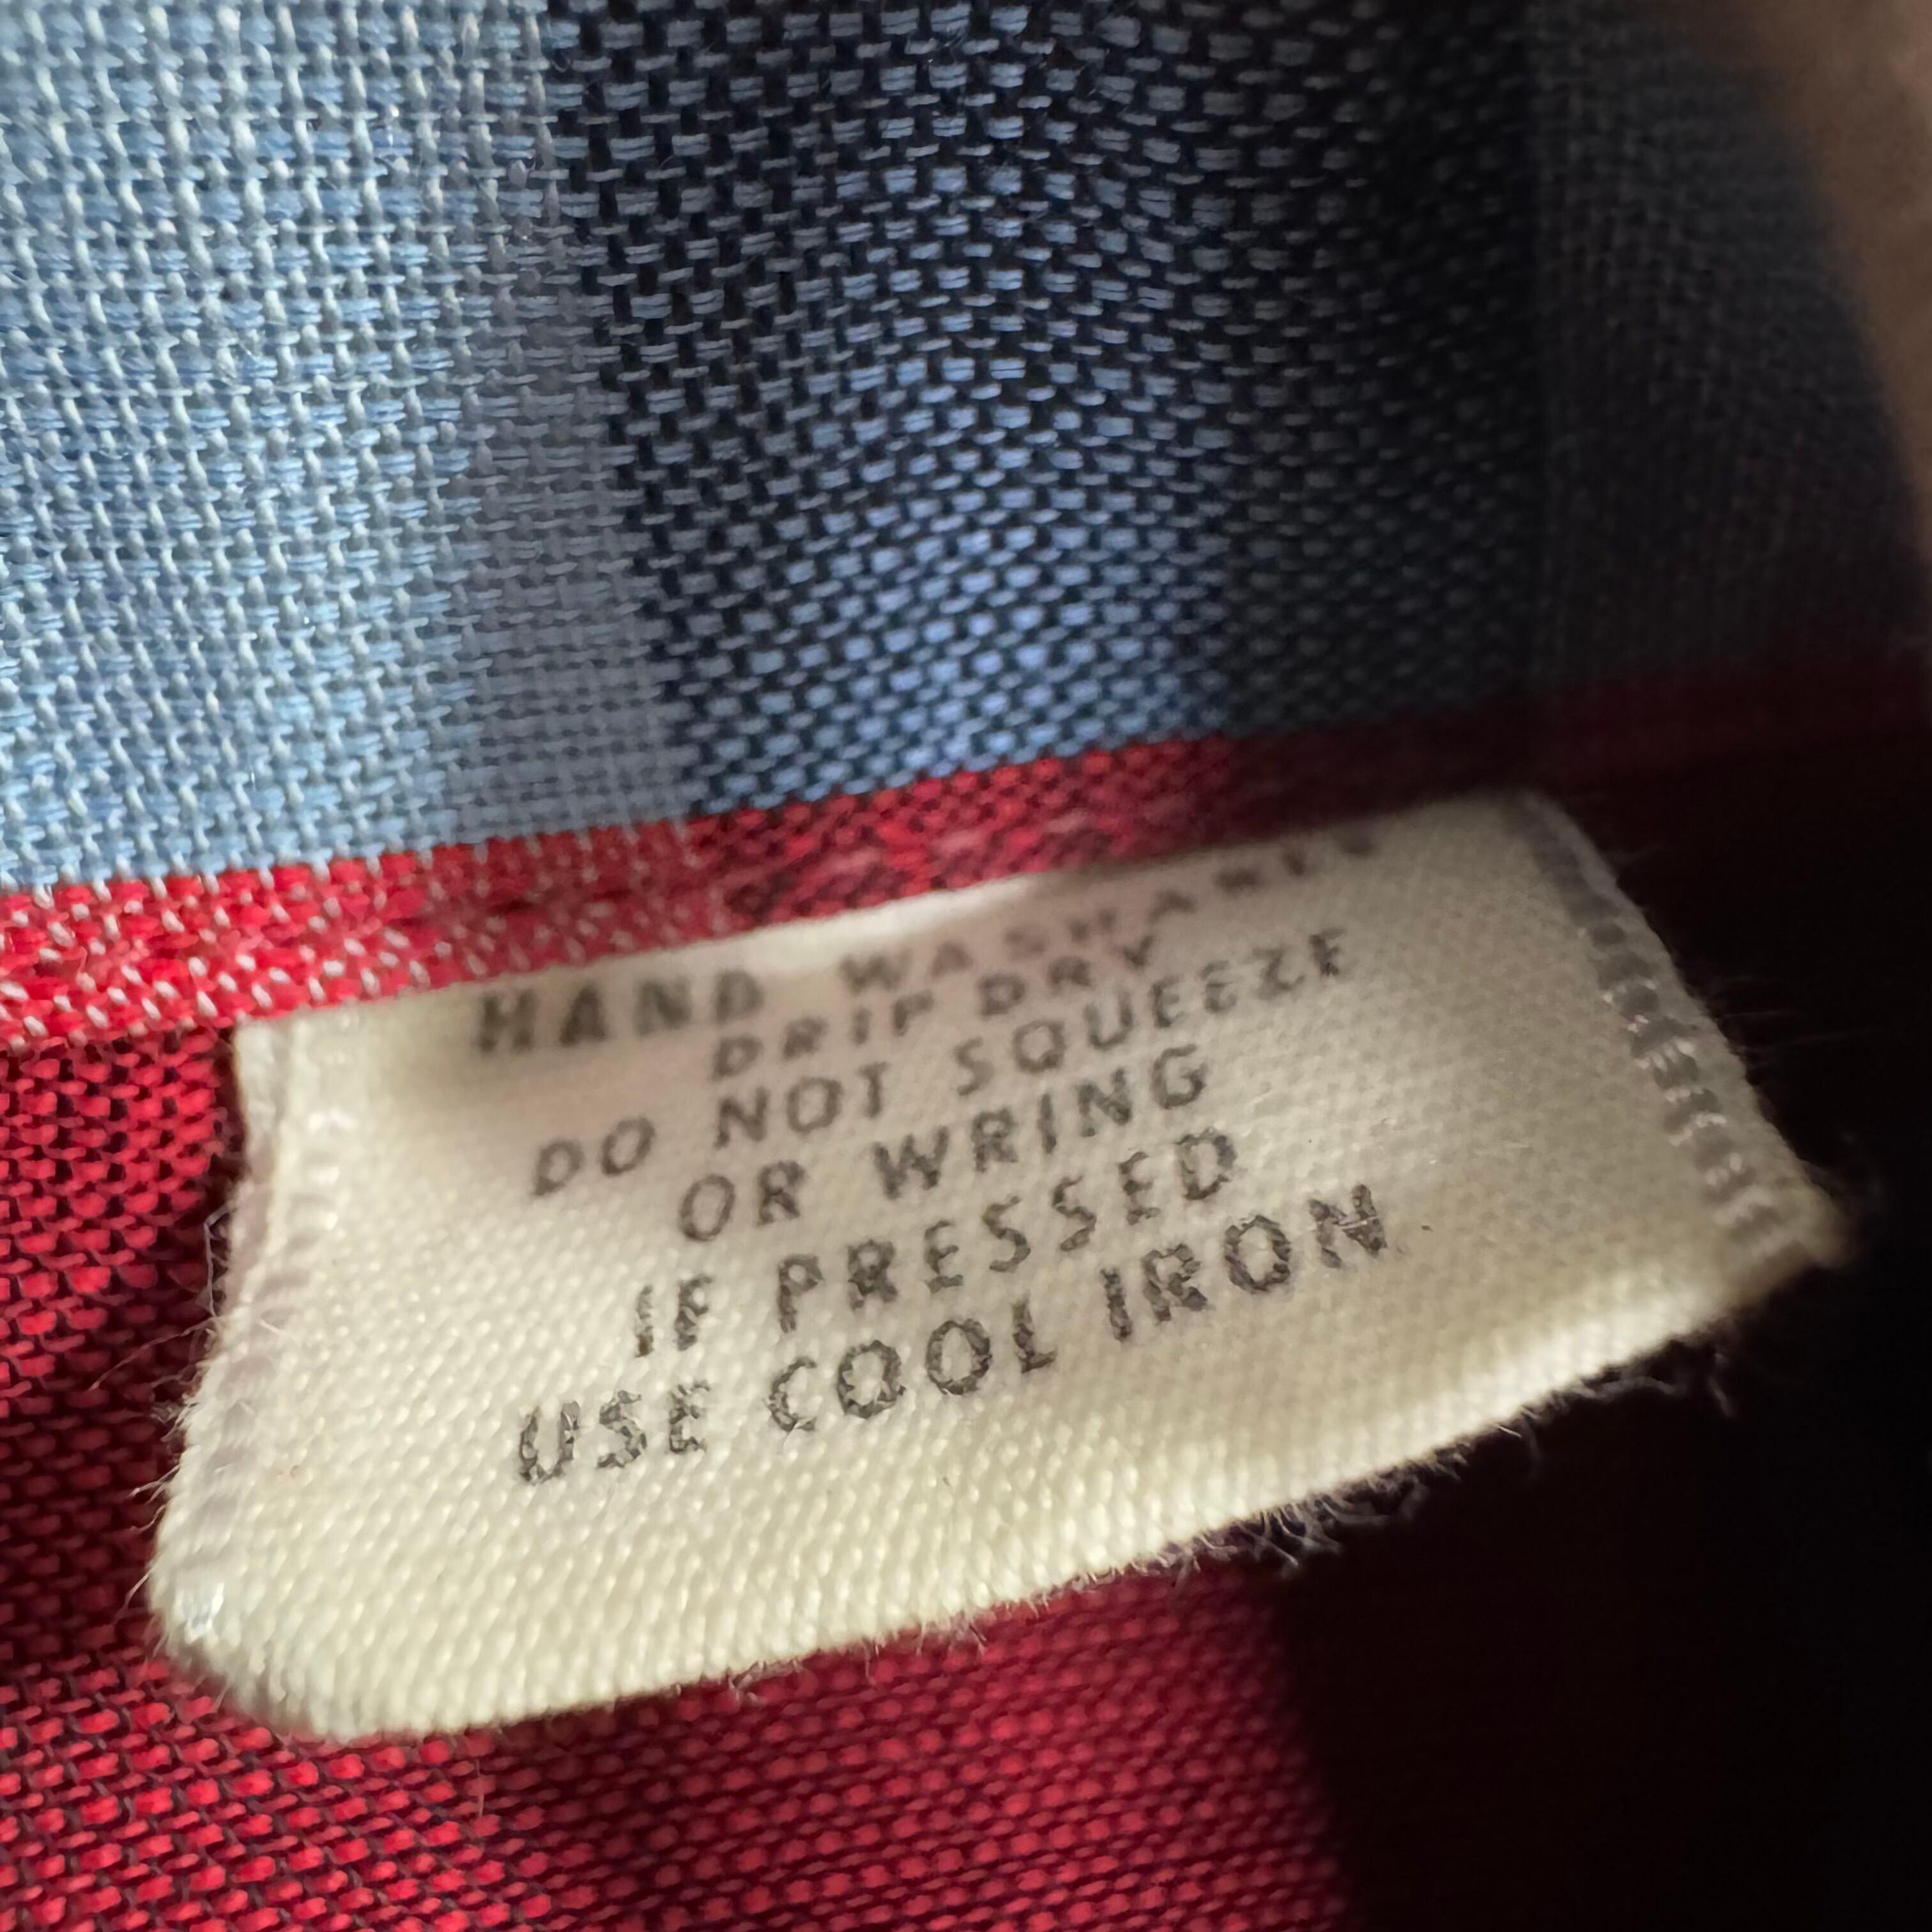 HAND WASHABLE
DRIP DRY
DO NOT SQUEEZE
OR WRING
IF PRESSED
USE COOL IRON